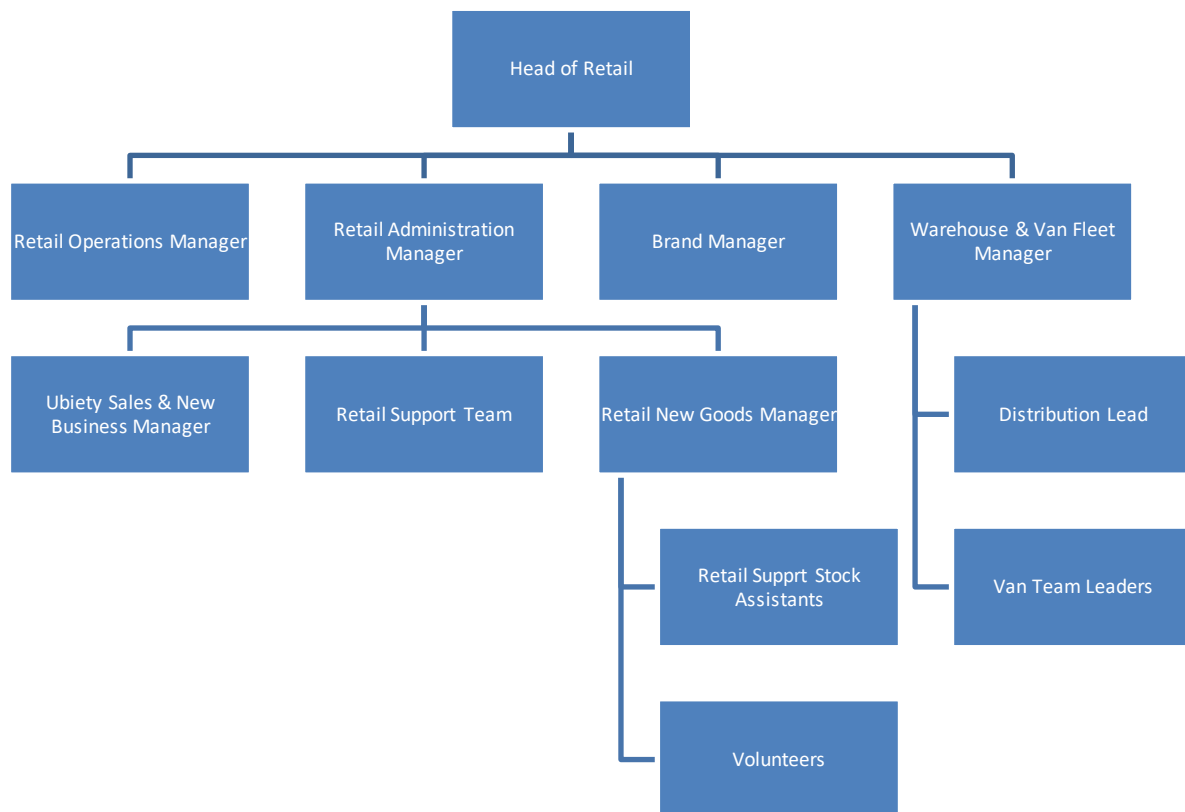 Head of Retail
Retail Operations Manager
Retail Administration
Manager
Brand Manager
Warehouse & Van Fleet
Manager
Ubiety Sales & New
Business Manager
Retail Support Team
Retail New Goods Manager
Distribution Lead
Retail Supprt Stock
Assistants
Van Team Leaders
Volunteers